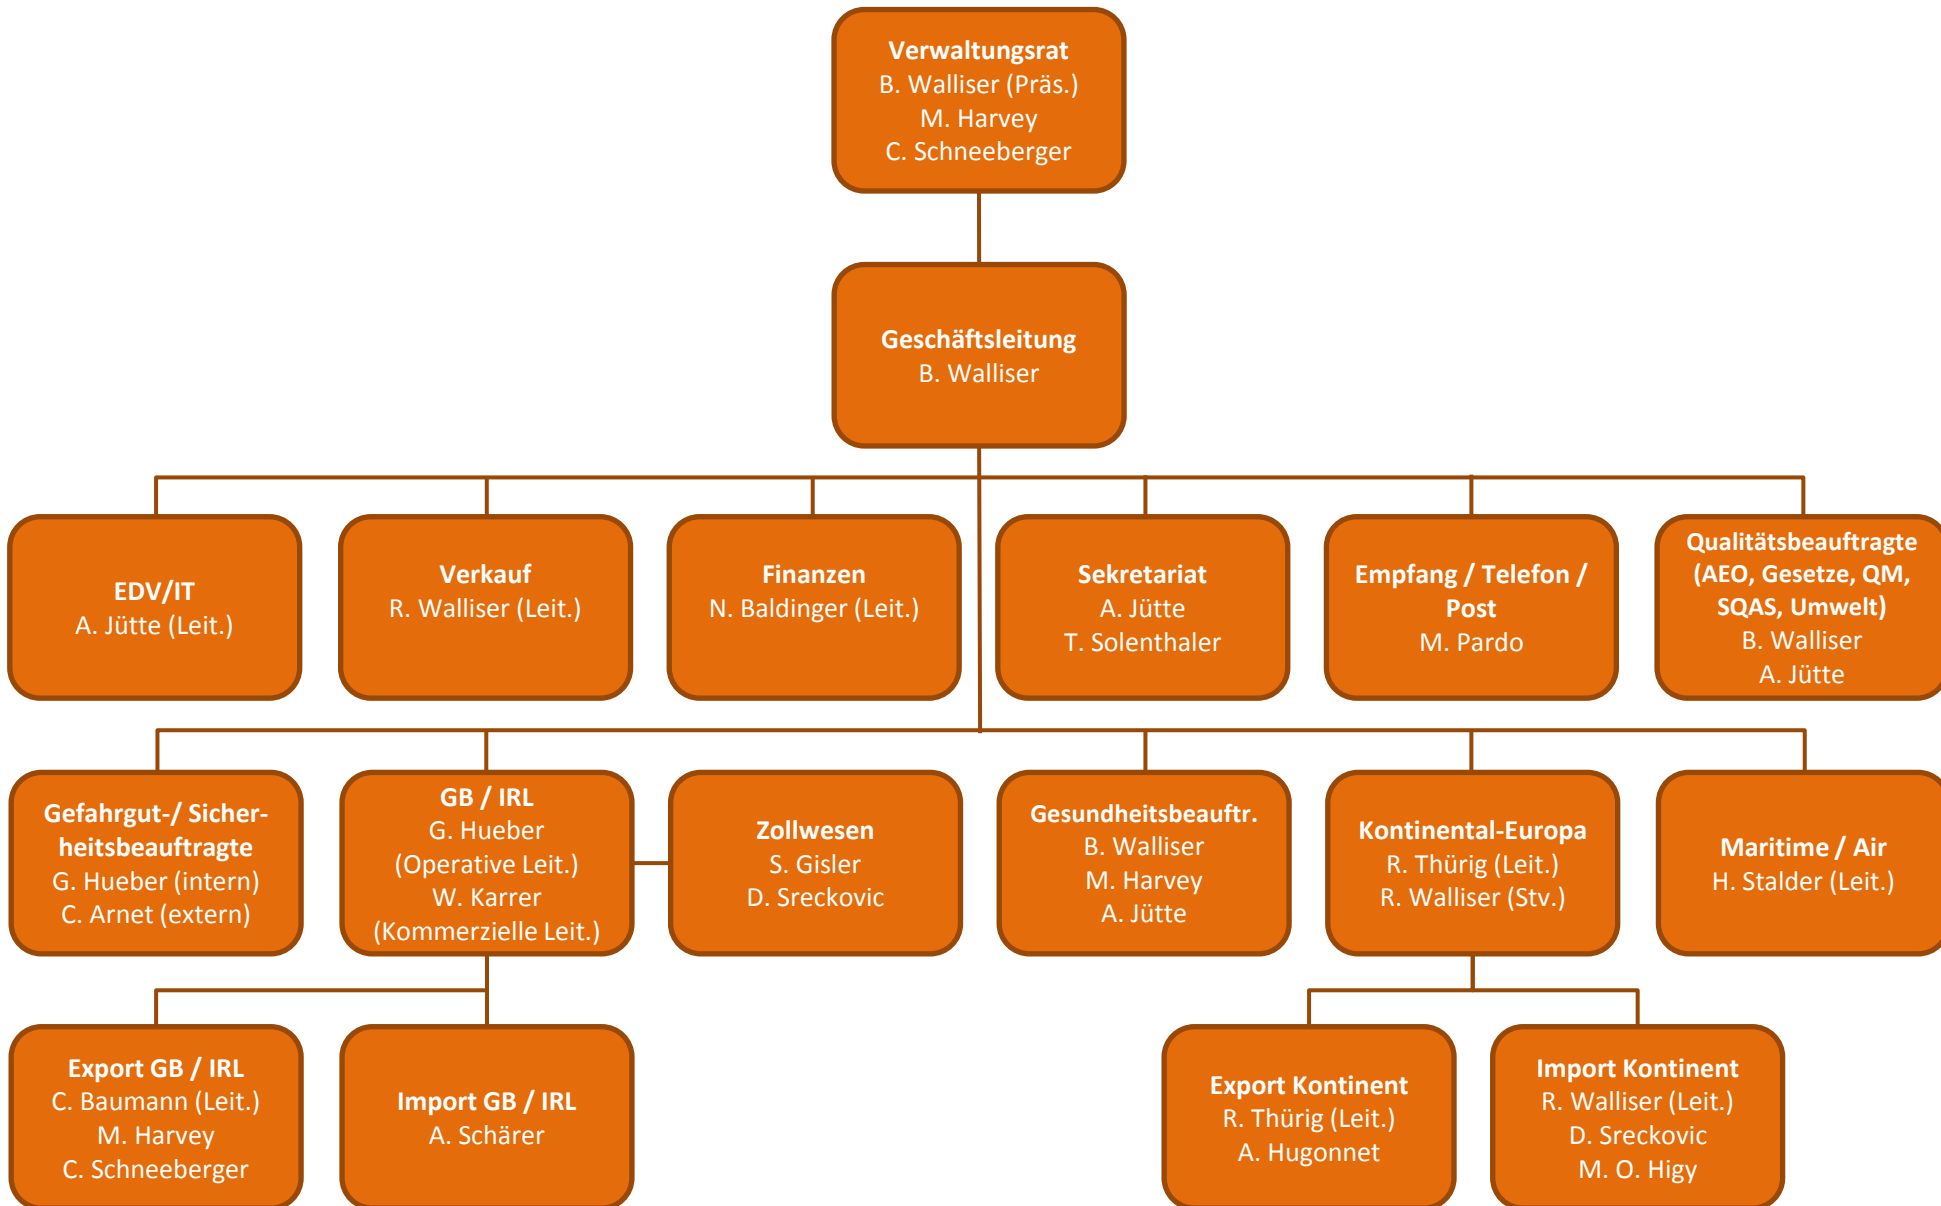 Verwaltungsrat
B. Walliser (Präs.)
M. Harvey
C. Schneeberger
Geschäftsleitung
B. Walliser
EDV/IT
A. Jütte (Leit.)
Verkauf
R. Walliser (Leit.)
Finanzen
N. Baldinger (Leit.)
Sekretariat
A. Jütte
T. Solenthaler
Empfang / Telefon /
Post
M. Pardo
Qualitätsbeauftragte
(AEO, Gesetze, QM,
SQAS, Umwelt)
B. Walliser
A. Jütte
Gefahrgut-/ Sicher-
heitsbeauftragte
G. Hueber (intern)
C. Arnet (extern)
GB / IRL
G. Hueber
(Operative Leit.)
W. Karrer
(Kommerzielle Leit.)
Zollwesen
S. Gisler
D. Sreckovic
Gesundheitsbeauftr.
B. Walliser
M. Harvey
A. Jütte
Kontinental-Europa
R. Thürig (Leit.)
R. Walliser (Stv.)
Maritime / Air
H. Stalder (Leit.)
Export GB / IRL
C. Baumann (Leit.)
M. Harvey
C. Schneeberger
Import GB / IRL
A. Schärer
Export Kontinent
R. Thürig (Leit.)
A. Hugonnet
Import Kontinent
R. Walliser (Leit.)
D. Sreckovic
M. O. Higy